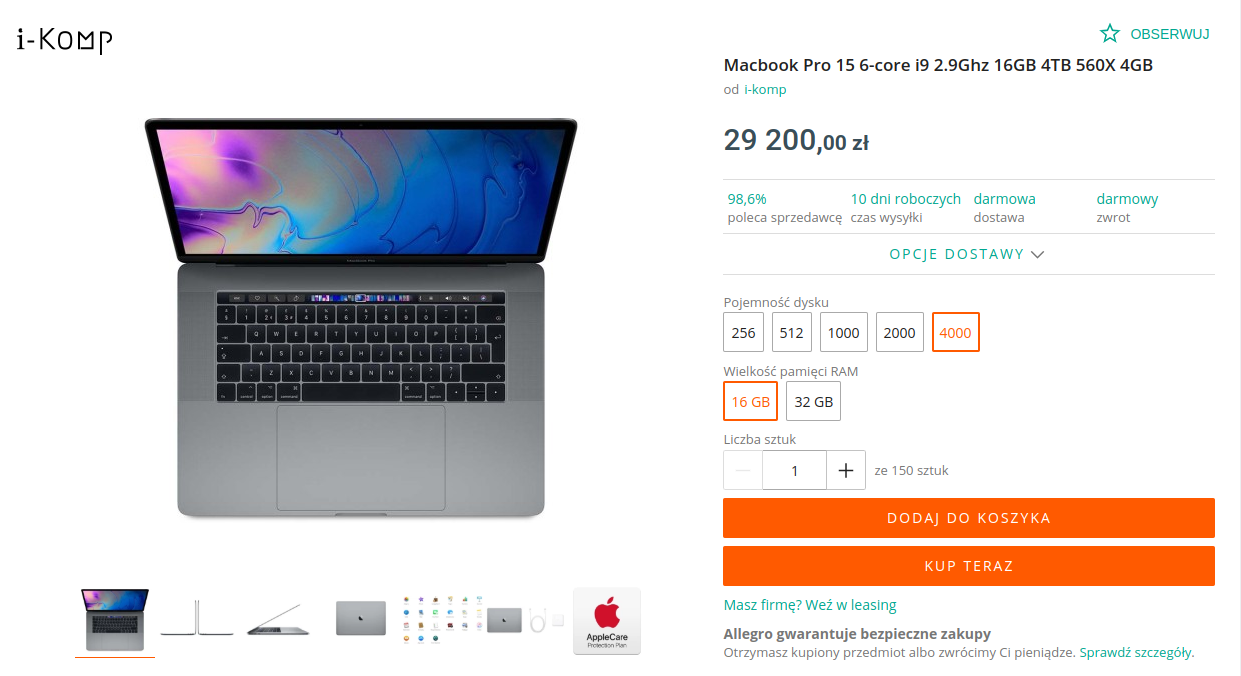 i-Komp
OBSERWUJ
Macbook Pro 15 6-core i9 2.9Ghz 16GB 4TB 560X 4GB
od i-komp
29 200,00 zł
98,6%
poleca sprzedawcę
10 dni roboczych
czas wysyłki
darmowa
dostawa
darmowy
zwrot
OPCJE DOSTAWY
Pojemność dysku
256 512 1000 2000 4000
Wielkość pamięci RAM
16 GB 32 GB
Liczba sztuk
— 1 + ze 150 sztuk
DODAJ DO KOSZYKA
KUP TERAZ
Masz firmę? Weź w leasing
Allegro gwarantuje bezpieczne zakupy
Otrzymasz kupiony przedmiot albo zwrócimy Ci pieniądze. Sprawdź szczegóły.
AppleCare
Protection Plan